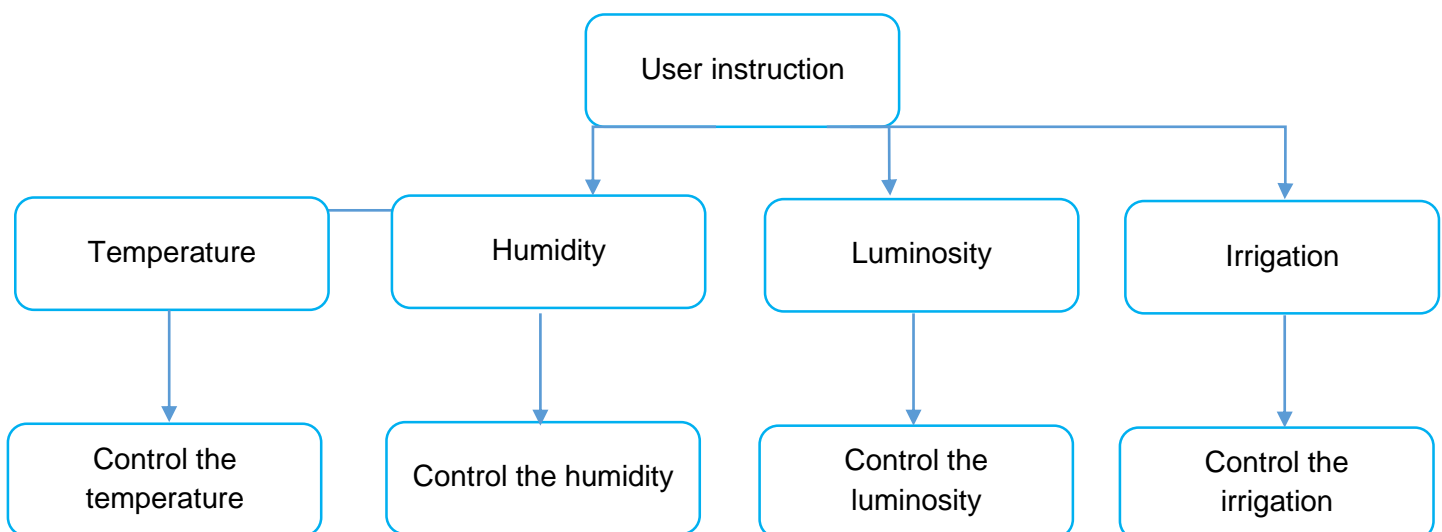 User instruction
Temperature
Humidity
Luminosity
Irrigation
Control the
temperature
Control the humidity
Control the
luminosity
Control the
irrigation